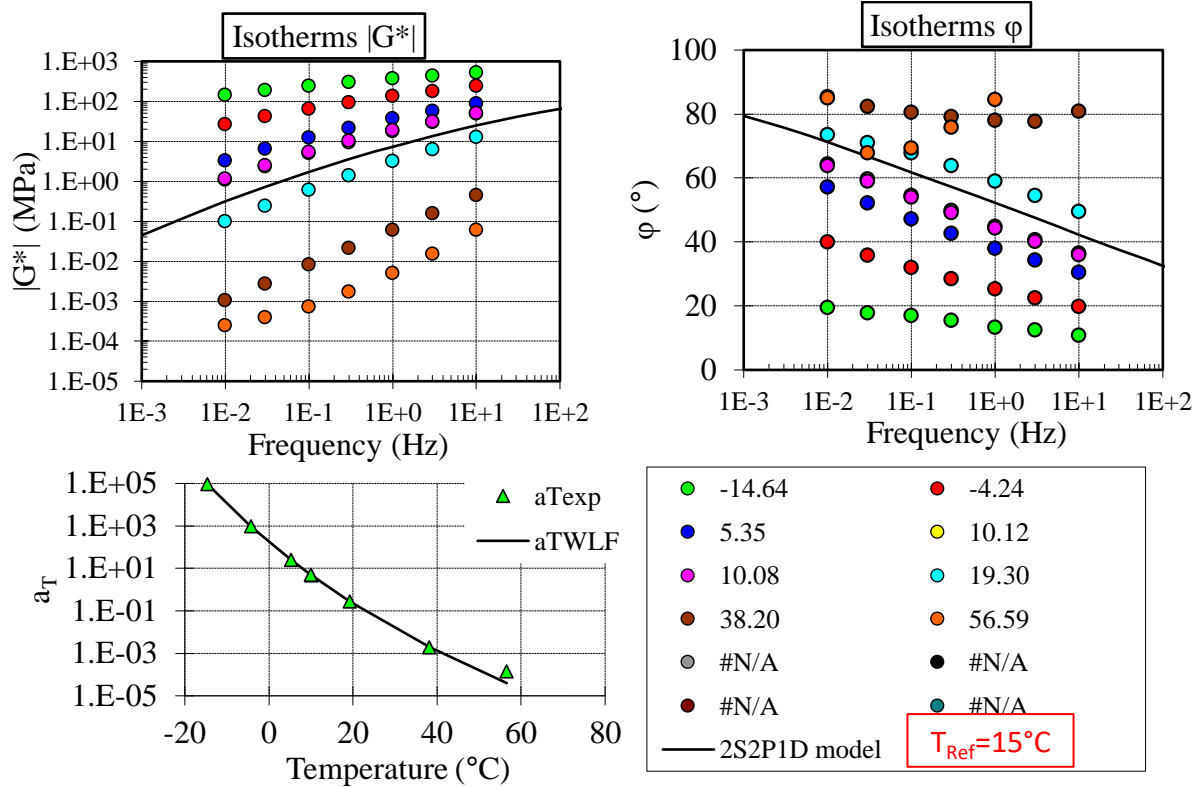 Isotherms |G*|
1.E+03
1.E+02
1.E+01
1.E+00
1.E-01
1.E-02
1.E-03
1.E-04
1.E-05
|G*| (MPa)
1E-3 1E-2 1E-1 1E+0 1E+1 1E+2
Frequency (Hz)
Isotherms φ
100
80
60
40
20
0
φ (°)
1E-3 1E-2 1E-1 1E+0 1E+1 1E+2
Frequency (Hz)
1.E+05
1.E+03
1.E+01
1.E-01
1.E-03
1.E-05
aT
aTexp
aTWLF
-20 0 20 40 60 80
Temperature (°C)
-14.64 -4.24
5.35 10.12
10.08 19.30
38.20 56.59
#N/A #N/A
#N/A #N/A
2S2P1D model
TRef=15°C